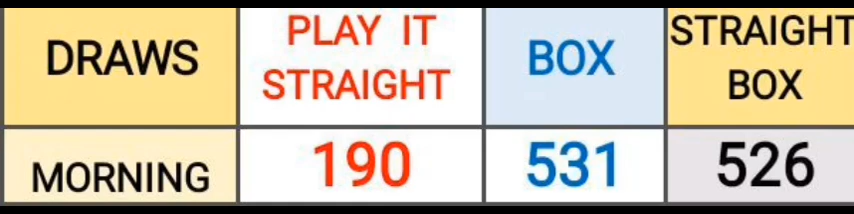 DRAWS
PLAY IT
STRAIGHT
BOX
STRAIGHT
BOX
MORNING
190
531
526